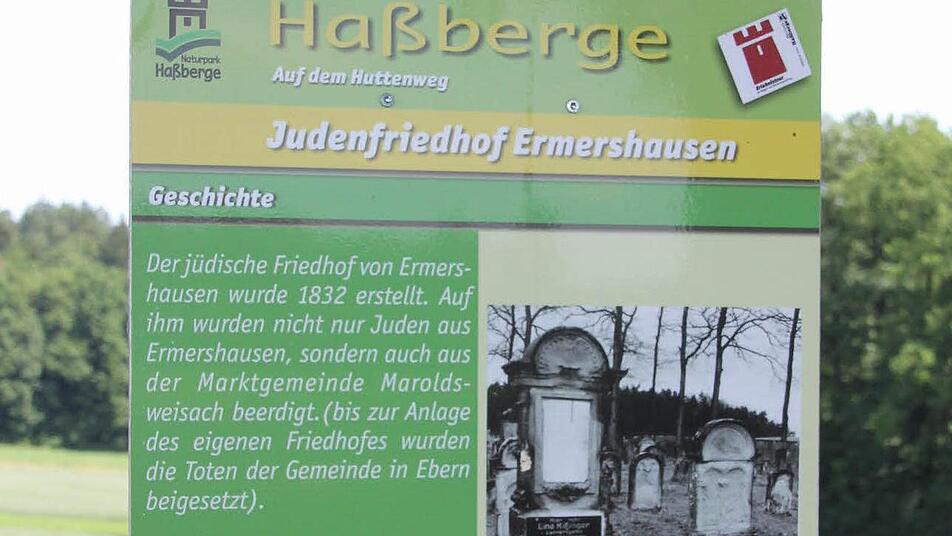 Haßberge
Naturpark
Haßberge
Auf dem Huttenweg
Judenfriedhof Ermershausen
Geschichte
Der jüdische Friedhof von Ermers-
hausen wurde 1832 erstellt. Auf
ihm wurden nicht nur Juden aus
Ermershausen, sondern auch aus
der Marktgemeinde Marolds-
weisach beerdigt.(bis zur Anlage
des eigenen Friedhofes wurden
die Toten der Gemeinde in Ebern
beigesetzt).